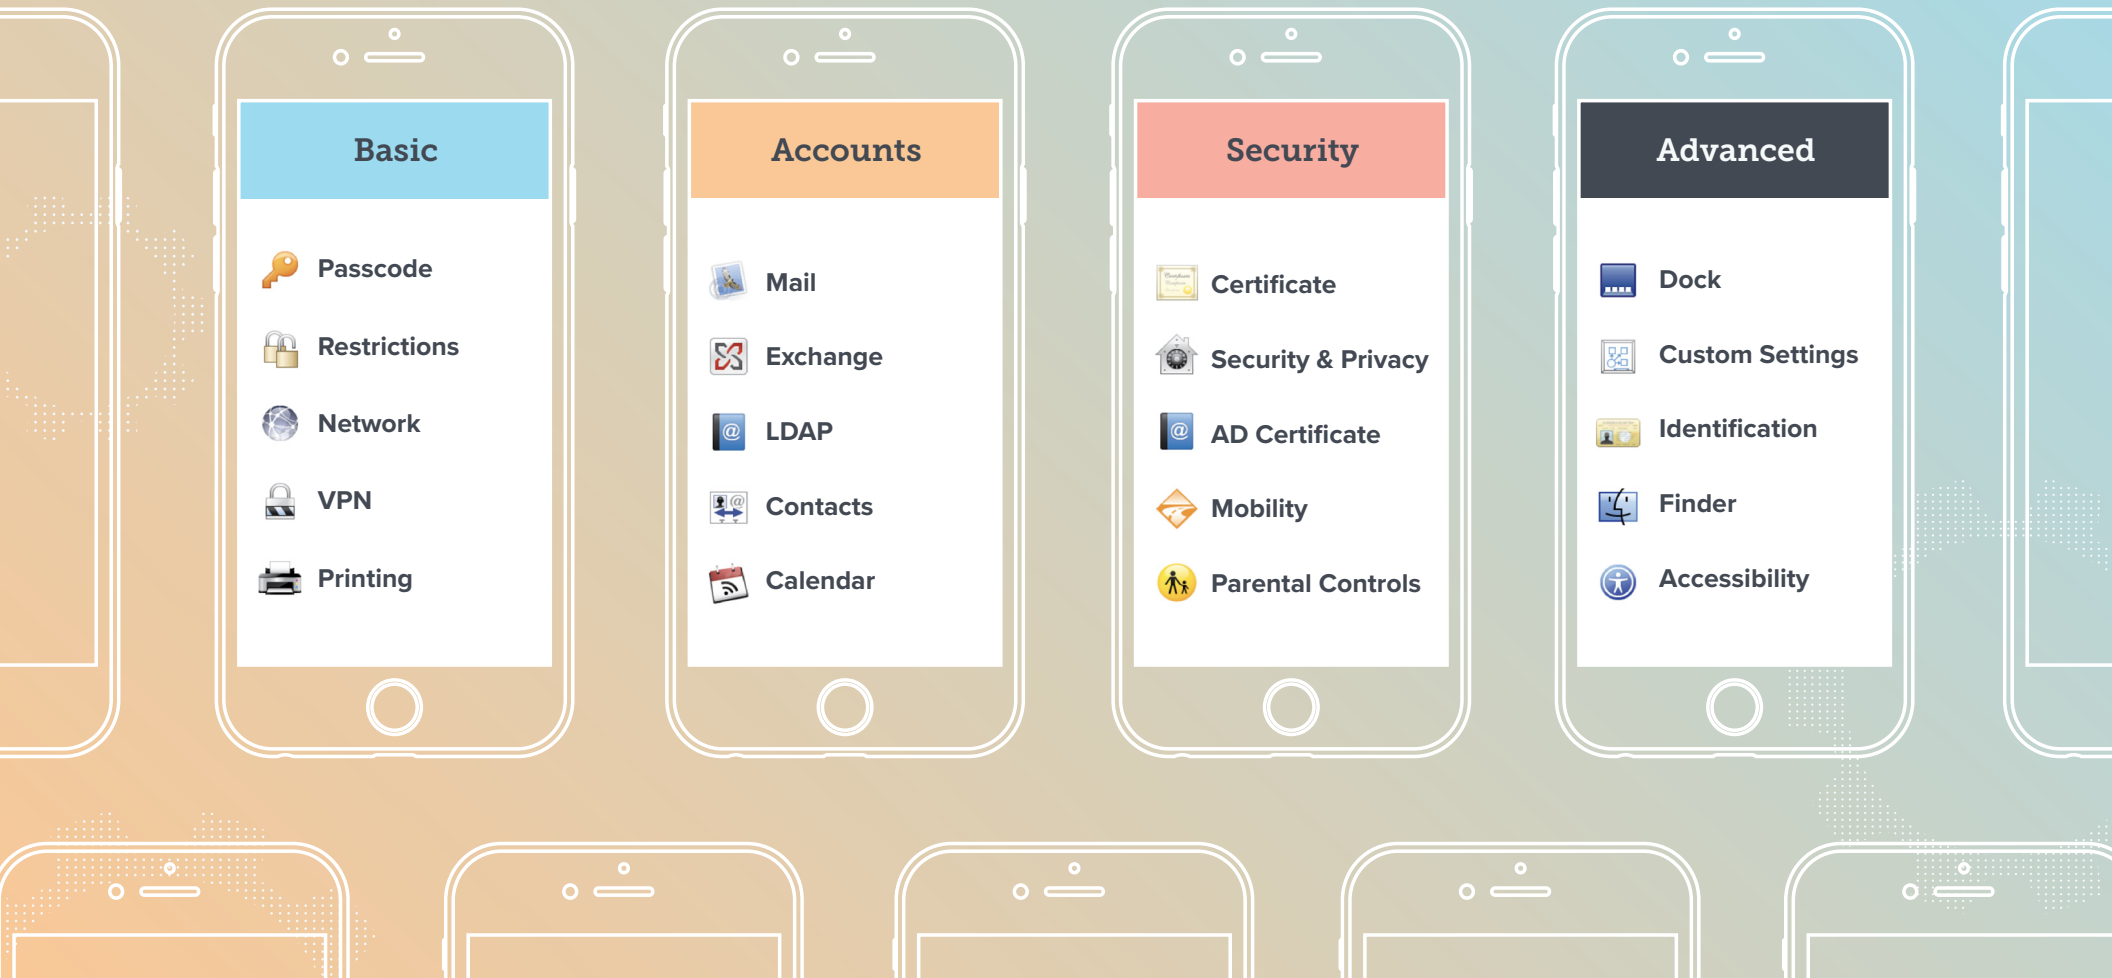 Basic
Passcode
Restrictions
Network
VPN
Printing
Accounts
Mail
Exchange
LDAP
Contacts
Calendar
Security
Certificate
Security & Privacy
AD Certificate
Mobility
Parental Controls
Advanced
Dock
Custom Settings
Identification
Finder
Accessibility